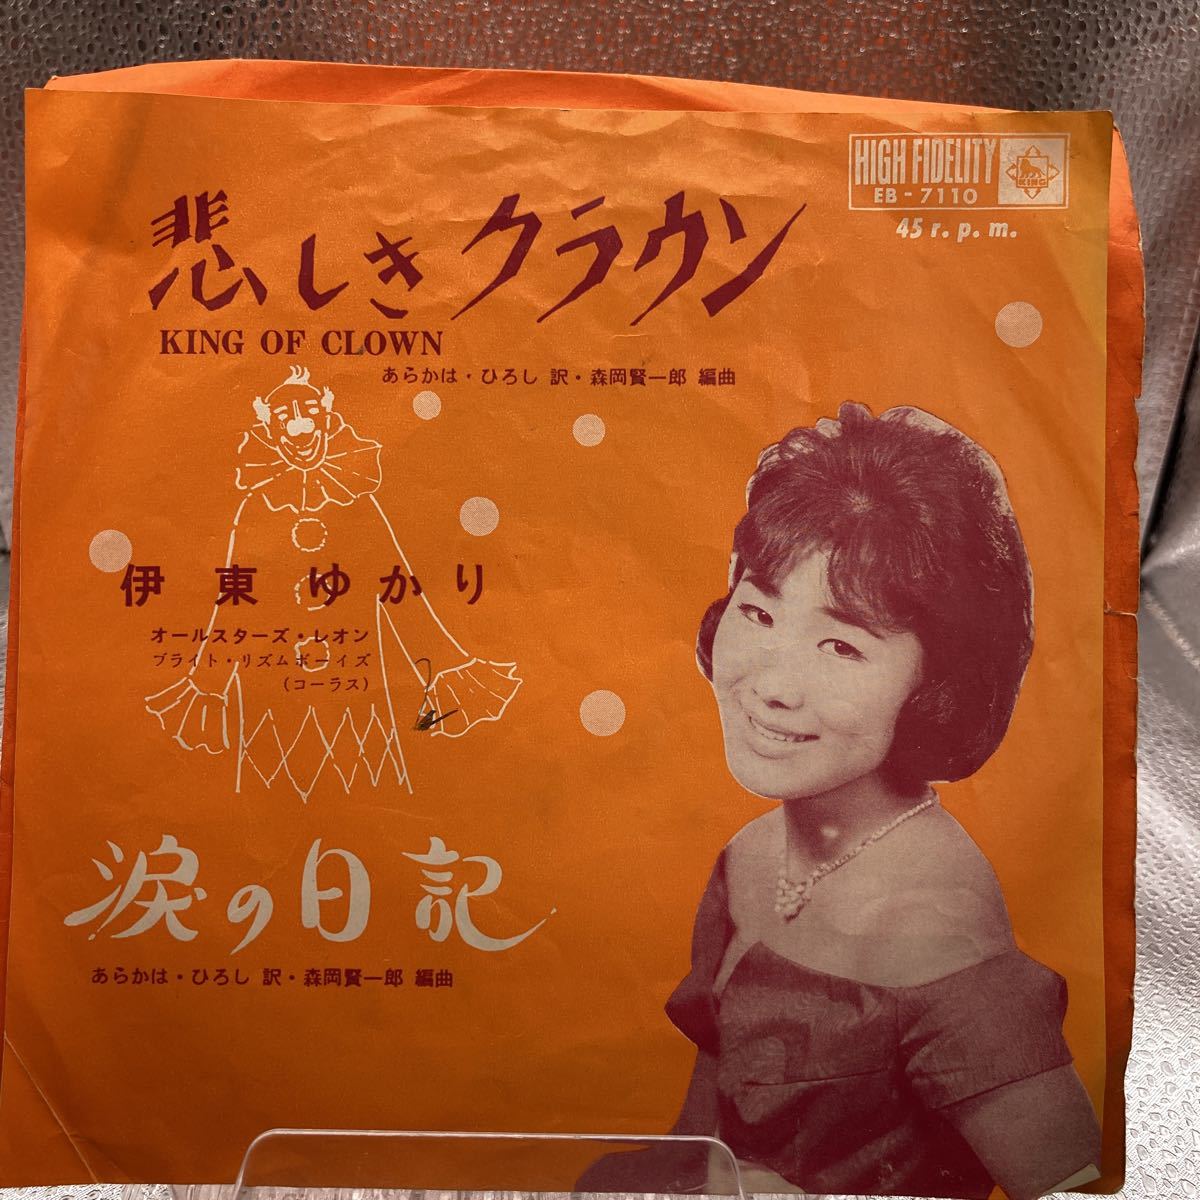 HIGH FIDELITY
EB-7110
KING
45 r.p.m.
悲しきクラウン
KING OF CLOWN
あらかは・ひろし 訳・森岡賢一郎 編曲
伊東ゆかり
オールスターズ・レオン
ブライト・リズムボーイズ
(コーラス)
涙の日記
あらかは・ひろし 訳・森岡賢一郎 編曲